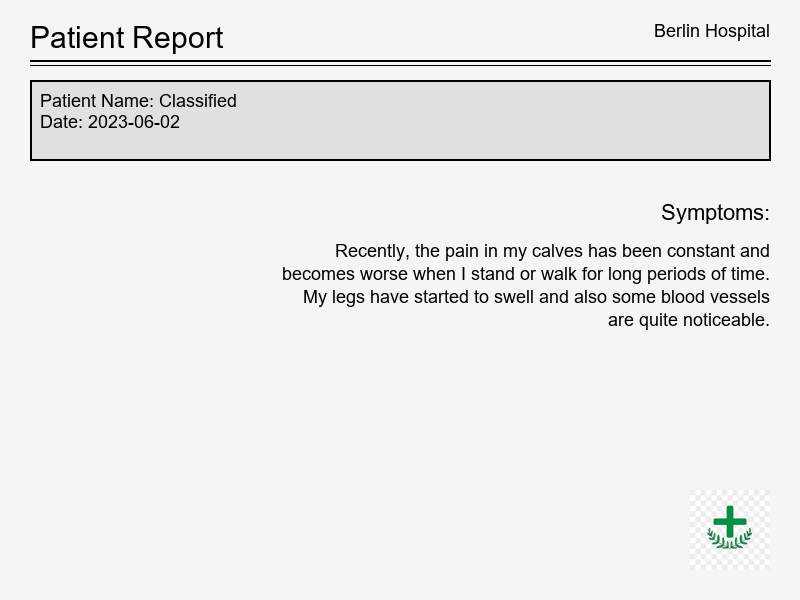 Patient Report
Berlin Hospital
Patient Name: Classified
Date: 2023-06-02
Symptoms:
Recently, the pain in my calves has been constant and
becomes worse when I stand or walk for long periods of time.
My legs have started to swell and also some blood vessels
are quite noticeable.